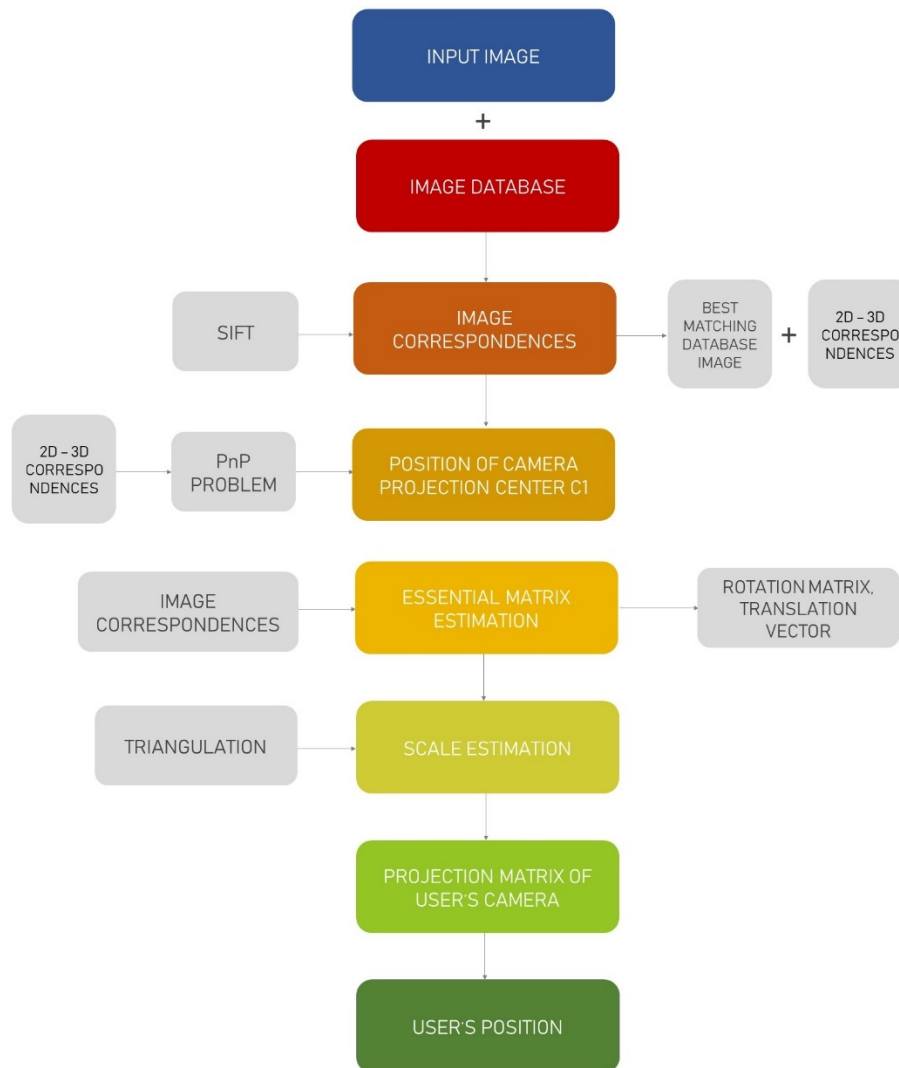 INPUT IMAGE
+
IMAGE DATABASE
SIFT
IMAGE
CORRESPONDENCES
BEST
MATCHING
DATABASE
IMAGE
+
2D – 3D
CORRESPO
NDENCES
2D – 3D
CORRESPO
NDENCES
PnP
PROBLEM
POSITION OF CAMERA
PROJECTION CENTER C1
IMAGE
CORRESPONDENCES
ESSENTIAL MATRIX
ESTIMATION
ROTATION MATRIX,
TRANSLATION
VECTOR
TRIANGULATION
SCALE ESTIMATION
PROJECTION MATRIX OF
USER'S CAMERA
USER'S POSITION